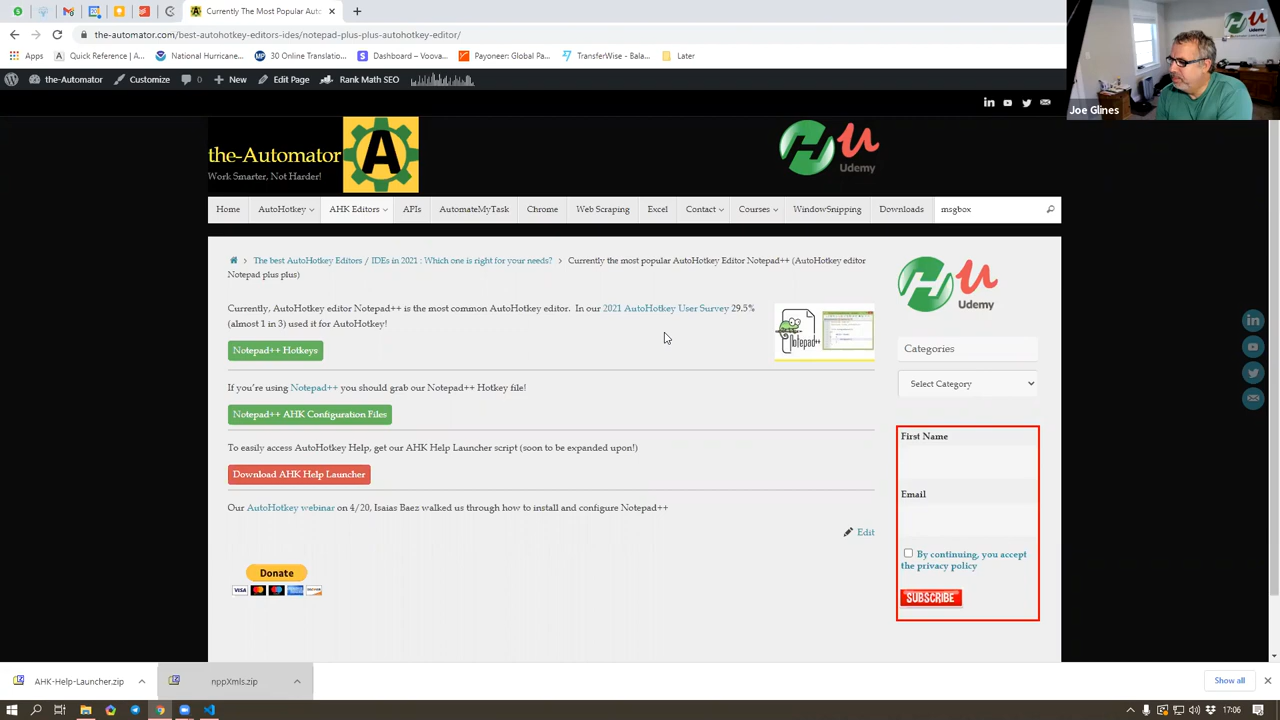 Currently The Most Popular Auto
the-automator.com/best-autohotkey-editors-ides/notepad-plus-plus-autohotkey-editor/
Quick Reference | A...
National Hurricane...
30 Online Translatio...
Dashboard – Voova...
Payoneer: Global Pa...
TransferWise - Bala...
Later
the-Automator
Customize
0
New
Edit Page
Rank Math SEO
Joe Glines
the-Automator
Work Smarter, Not Harder!
A
Udemy
Home
AutoHotkey
AHK Editors
APIs
AutomateMyTask
Chrome
Web Scraping
Excel
Contact
Courses
WindowSnipping
Downloads
msgbox
The best AutoHotkey Editors / IDEs in 2021 : Which one is right for your needs? > Currently the most popular AutoHotkey Editor Notepad++ (AutoHotkey editor
Notepad plus plus)
Currently, AutoHotkey editor Notepad++ is the most common AutoHotkey editor. In our 2021 AutoHotkey User Survey 29.5%
(almost 1 in 3) used it for AutoHotkey!
Notepad++
Notepad++ Hotkeys
If you're using Notepad++ you should grab our Notepad++ Hotkey file!
Notepad++ AHK Configuration Files
To easily access AutoHotkey Help, get our AHK Help Launcher script (soon to be expanded upon!)
Download AHK Help Launcher
Our AutoHotkey webinar on 4/20, Isaias Baez walked us through how to install and configure Notepad++
Edit
Donate
VISA
Udemy
Categories
Select Category
First Name
Email
By continuing, you accept
the privacy policy
SUBSCRIBE
AHK-Help-Launcher.zip
nppXmls.zip
Show all
17:06